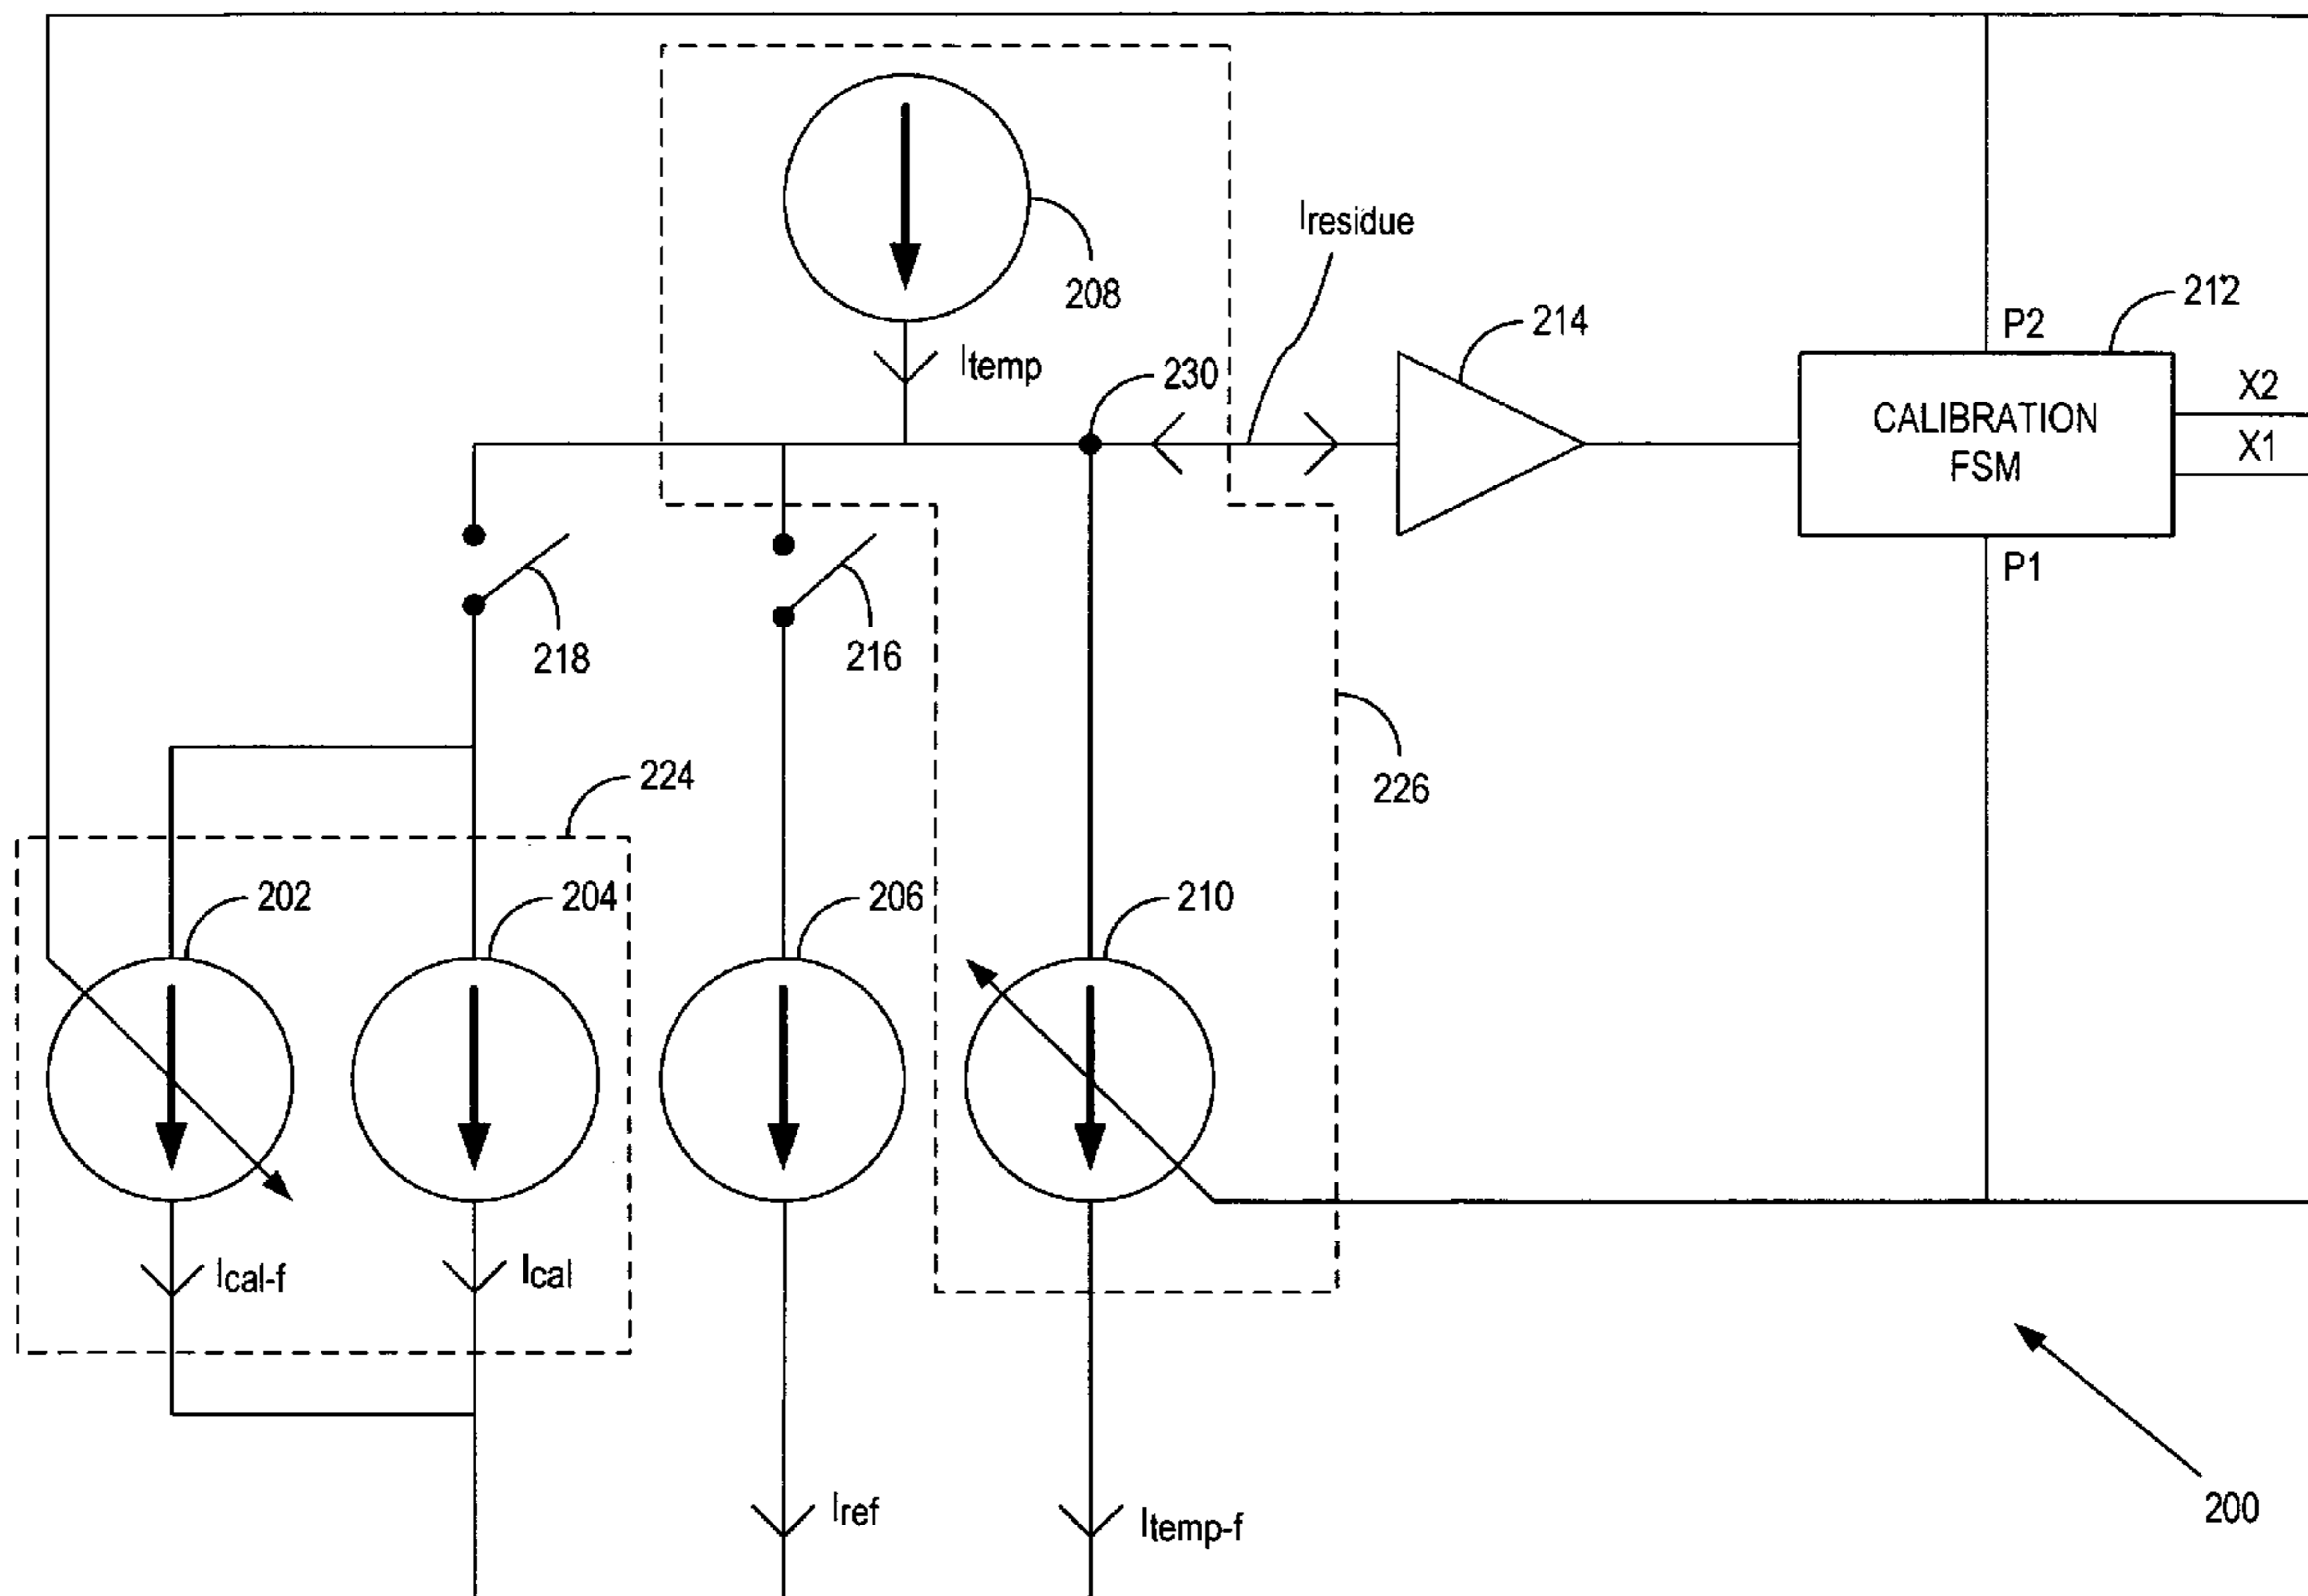 208
Iresidue
Itemp
230
214
212
P2
CALIBRATION
FSM
X2
X1
P1
218
216
226
224
202
204
206
210
Ical-f
Ical
Iref
Itemp-f
200